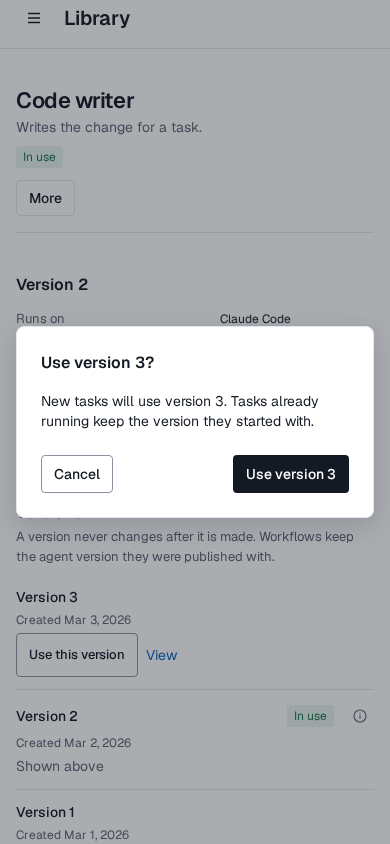 Library
Code writer
Writes the change for a task.
In use
More
Version 2
Runs on Claude Code
Use version 3?
New tasks will use version 3. Tasks already
running keep the version they started with.
Cancel Use version 3
A version never changes after it is made. Workflows keep
the agent version they were published with.
Version 3
Created Mar 3, 2026
Use this version View
Version 2 In use
Created Mar 2, 2026
Shown above
Version 1
Created Mar 1, 2026